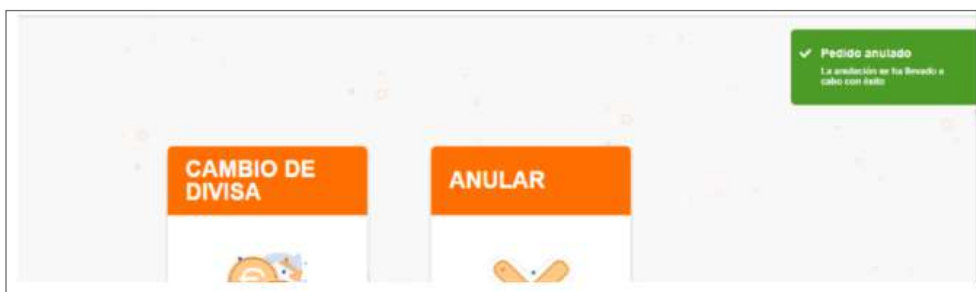 Pedido anulado
La anulación se ha llevado a
cabo con éxito
CAMBIO DE
DIVISA
ANULAR